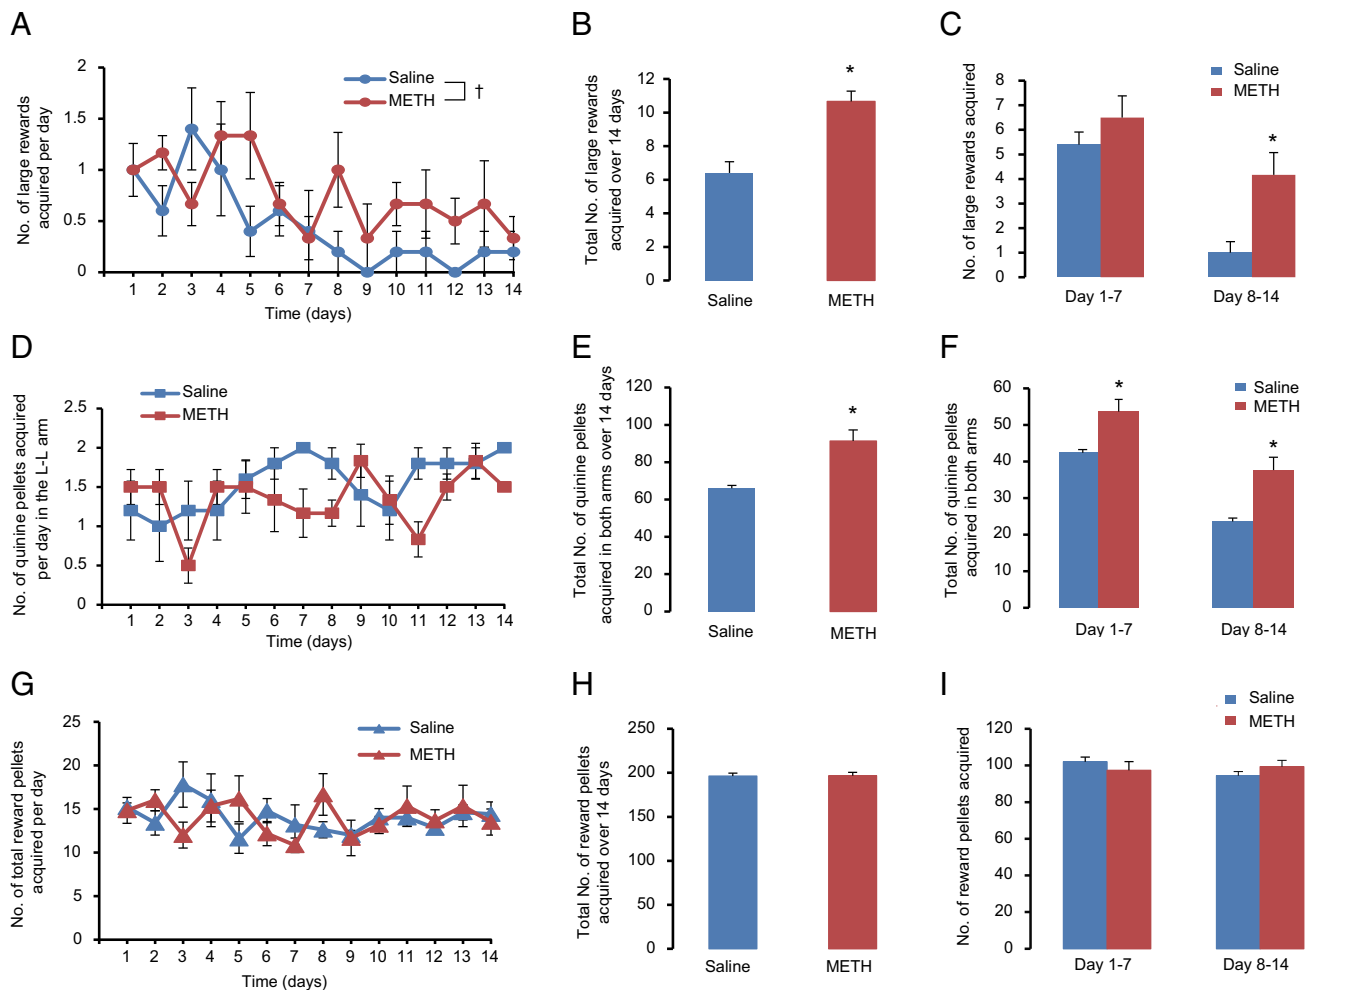 A
No. of large rewards
acquired per day
2
1.5
1
0.5
0
Saline
METH
†
1 2 3 4 5 6 7 8 9 10 11 12 13 14
Time (days)
B
Total No. of large rewards
acquired over 14 days
12
10
8
6
4
2
0
*
Saline METH
C
No. of large rewards acquired
8
7
6
5
4
3
2
1
0
Saline
METH
*
Day 1-7 Day 8-14
D
No. of quinine pellets acquired
per day in the L-L arm
2.5
2
1.5
1
0.5
0
Saline
METH
1 2 3 4 5 6 7 8 9 10 11 12 13 14
Time (days)
E
Total No. of quinine pellets
acquired in both arms over 14 days
120
100
80
60
40
20
0
*
Saline METH
F
Total No. of quinine pellets
acquired in both arms
60
50
40
30
20
10
0
Saline
METH
*
*
Day 1-7 Day 8-14
G
No. of total reward pellets
acquired per day
25
20
15
10
5
0
Saline
METH
1 2 3 4 5 6 7 8 9 10 11 12 13 14
Time (days)
H
Total No. of reward pellets
acquired over 14 days
250
200
150
100
50
0
Saline METH
I
No. of reward pellets acquired
120
100
80
60
40
20
0
Saline
METH
Day 1-7 Day 8-14